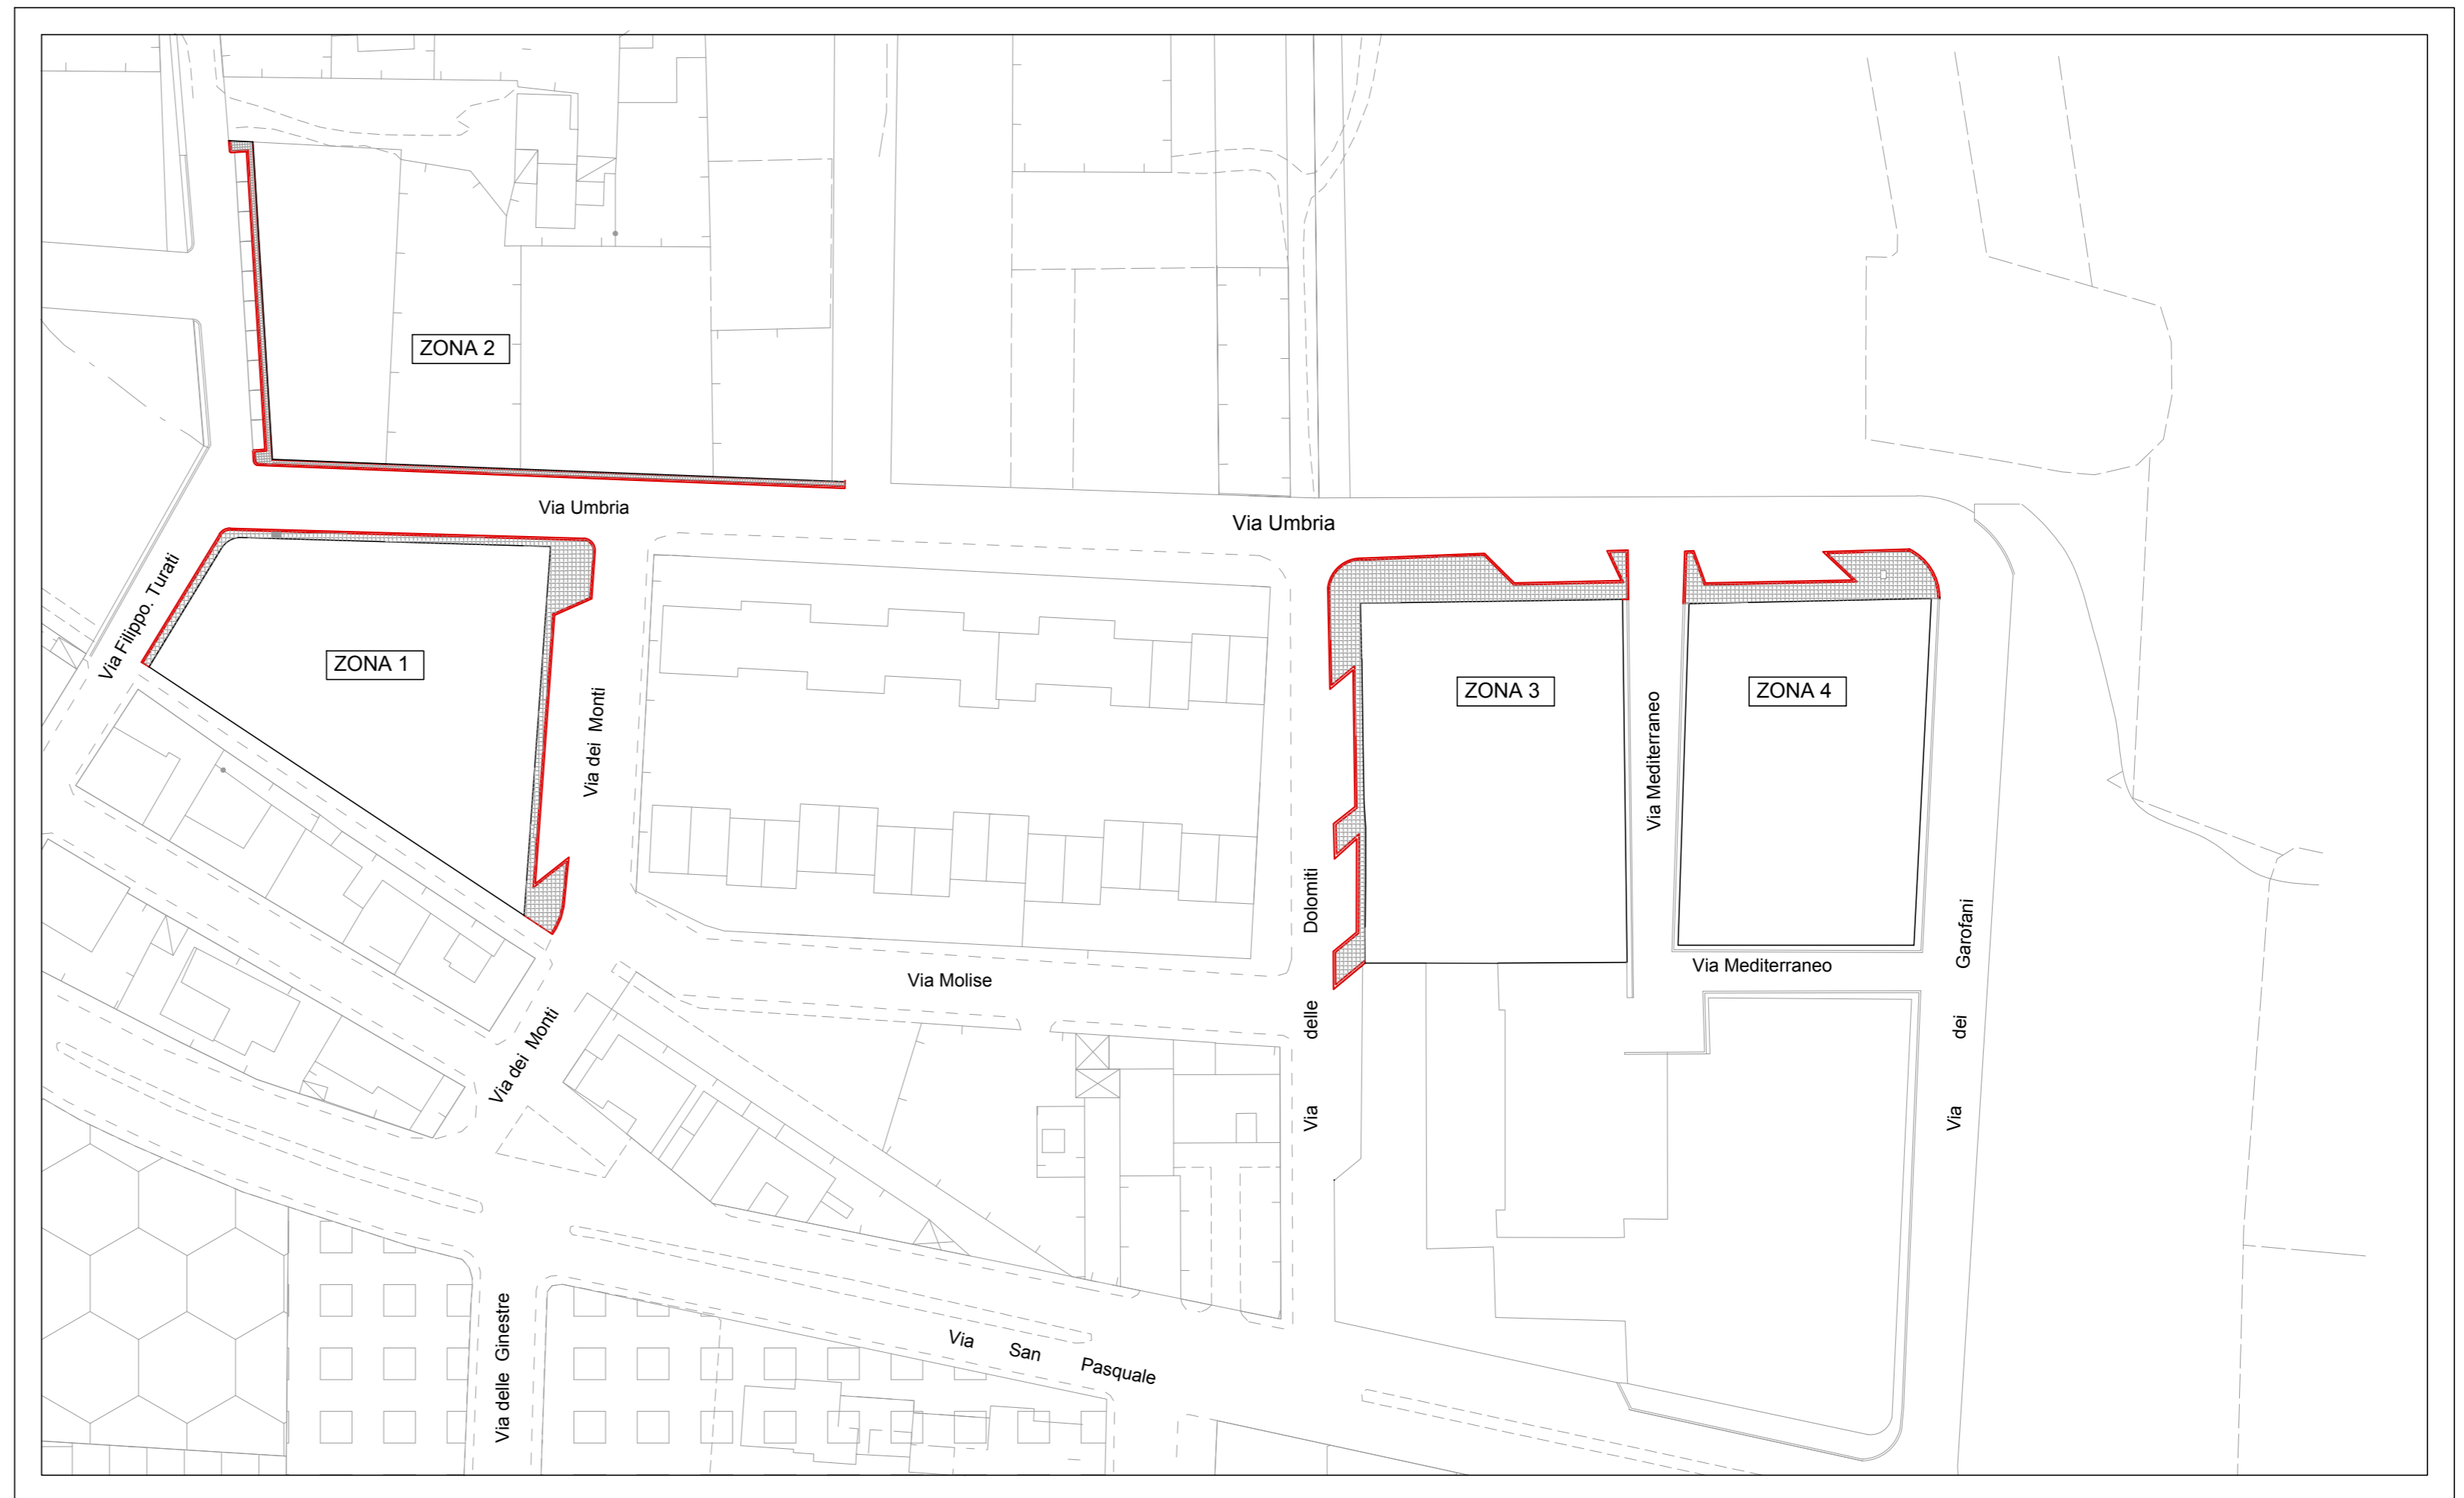 ZONA 2
Via Umbria
Via Umbria
Via Filippo. Turati
ZONA 1
Via dei Monti
ZONA 3
Via Mediterraneo
ZONA 4
Via delle Dolomiti
Via Mediterraneo
Via dei Garofani
Via Molise
Via dei Monti
Via delle Ginestre
Via San Pasquale